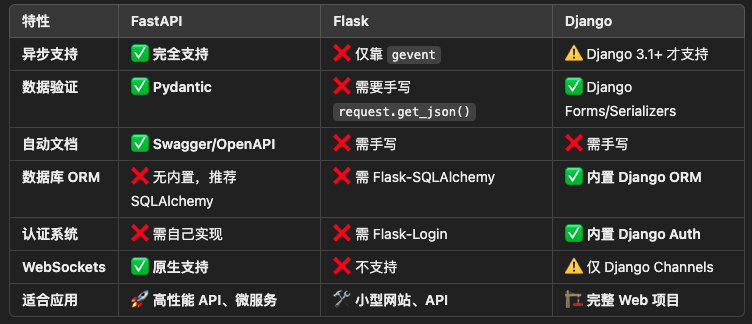 特性 FastAPI Flask Django
异步支持 ✅ 完全支持 ❌ 仅靠 gevent ⚠️ Django 3.1+ 才支持
数据验证 ✅ Pydantic ❌ 需要手写 request.get_json() ✅ Django Forms/Serializers
自动文档 ✅ Swagger/OpenAPI ❌ 需手写 ❌ 需手写
数据库 ORM ❌ 无内置，推荐 SQLAlchemy ❌ 需 Flask-SQLAlchemy ✅ 内置 Django ORM
认证系统 ❌ 需自己实现 ❌ 需 Flask-Login ✅ 内置 Django Auth
WebSockets ✅ 原生支持 ❌ 不支持 ⚠️ 仅 Django Channels
适合应用 🚀 高性能 API、微服务 🛠️ 小型网站、API 🏗️ 完整 Web 项目